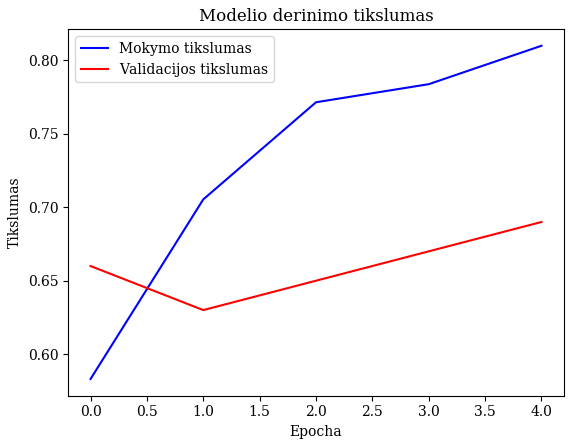 Modelio derinimo tikslumas
Mokymo tikslumas
Validacijos tikslumas
Tikslumas
0.80
0.75
0.70
0.65
0.60
0.0 0.5 1.0 1.5 2.0 2.5 3.0 3.5 4.0
Epocha